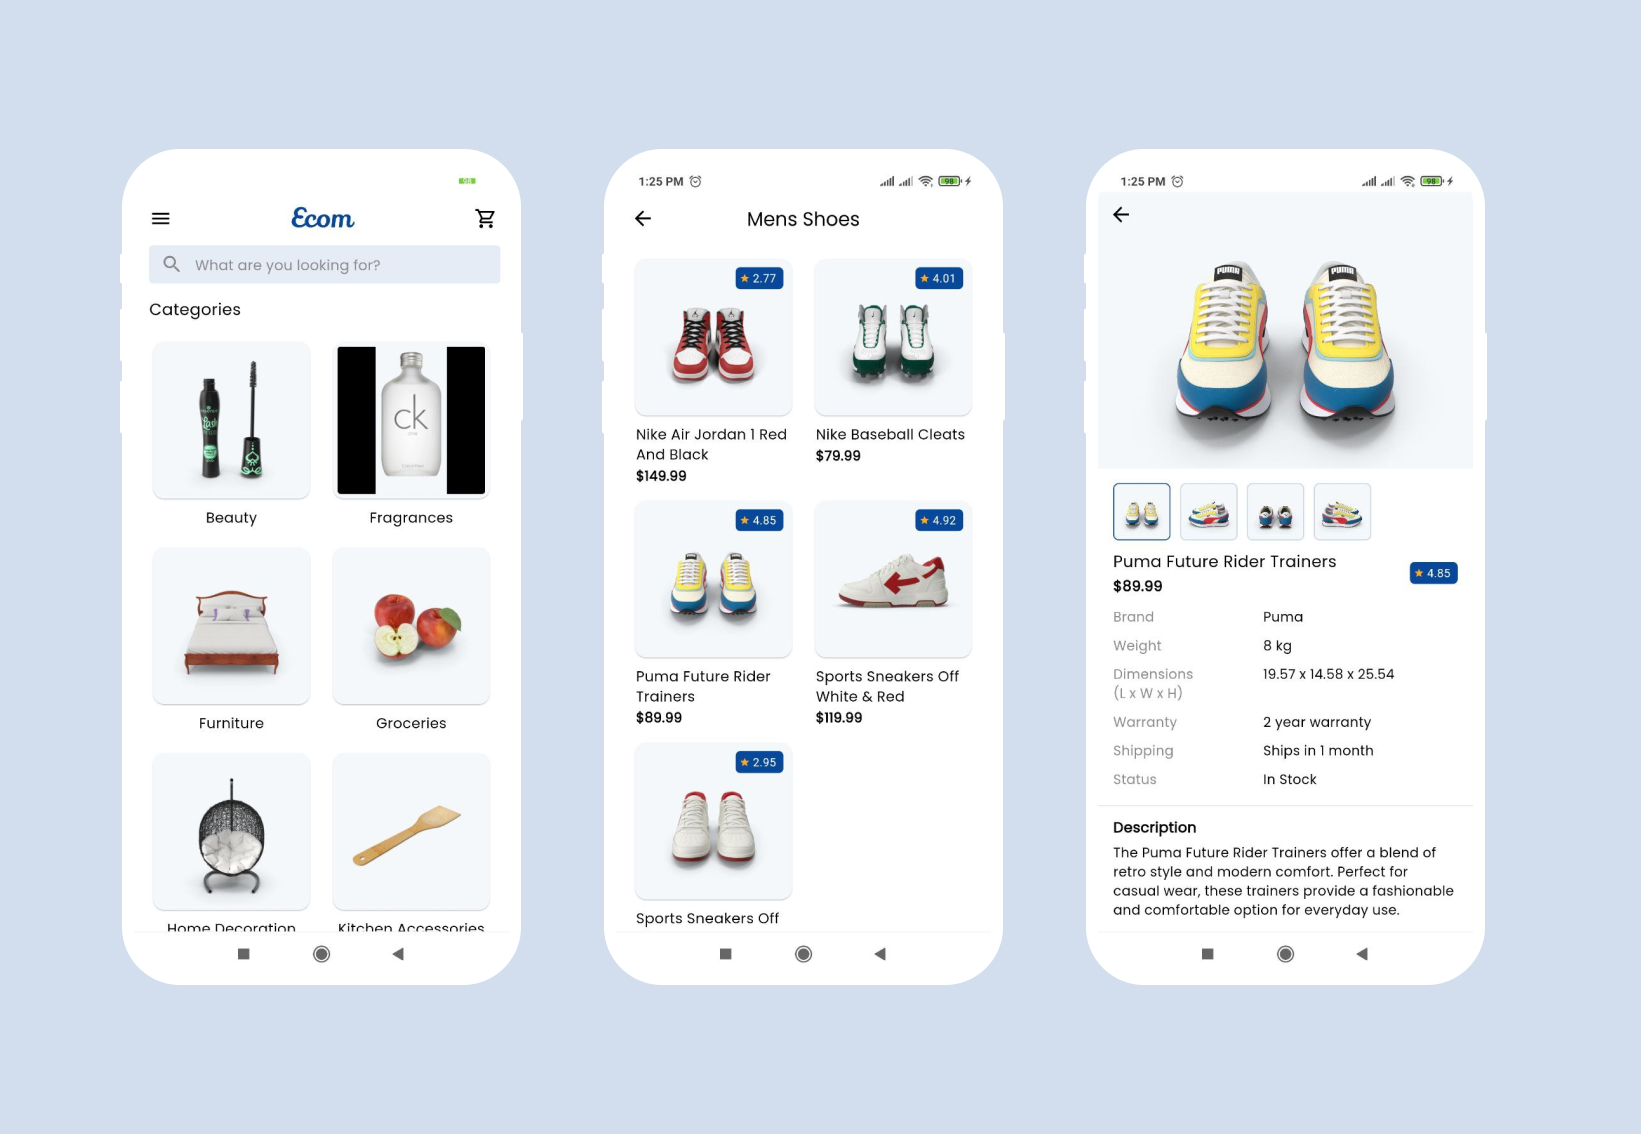 98
Ecom
What are you looking for?
Categories
ck
Beauty
Fragrances
Furniture
Groceries
Home Decoration
Kitchen Accessories
1:25 PM
98
Mens Shoes
2.77
4.01
Nike Air Jordan 1 Red
And Black
$149.99
Nike Baseball Cleats
$79.99
4.85
4.92
Puma Future Rider
Trainers
$89.99
Sports Sneakers Off
White & Red
$119.99
2.95
Sports Sneakers Off
1:25 PM
98
PUMA
PUMA
Puma Future Rider Trainers
$89.99
4.85
Brand
Puma
Weight
8 kg
Dimensions
(L x W x H)
19.57 x 14.58 x 25.54
Warranty
2 year warranty
Shipping
Ships in 1 month
Status
In Stock
Description
The Puma Future Rider Trainers offer a blend of
retro style and modern comfort. Perfect for
casual wear, these trainers provide a fashionable
and comfortable option for everyday use.